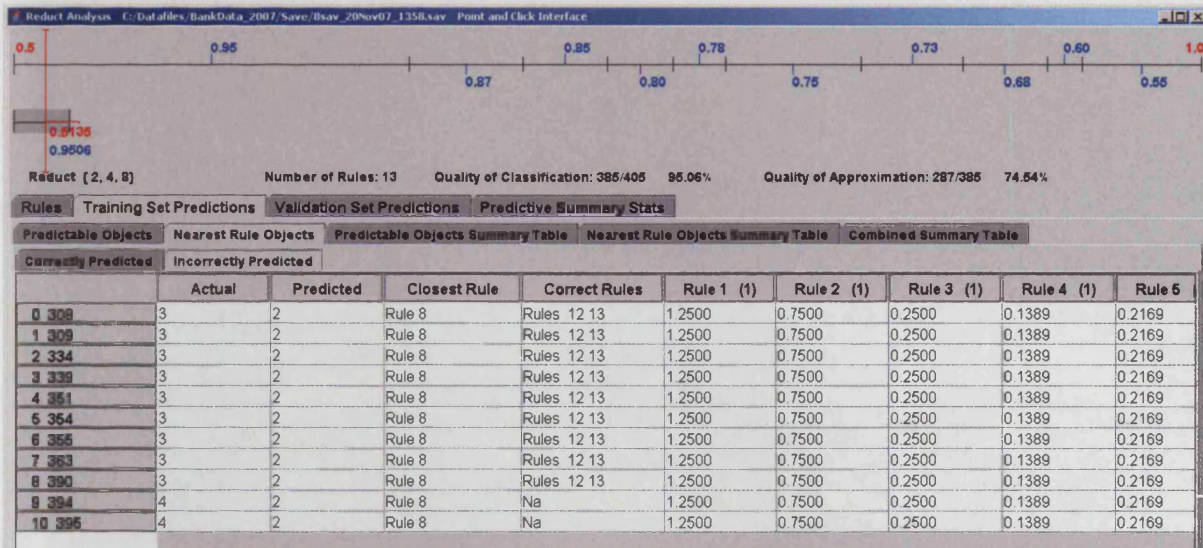 Reduct Analysis C:/Datafiles/BankData_2007/Save/8sav_20Nov07_1358.sav Point and Click Interface
0.5 0.95 0.85 0.78 0.73 0.60 1.0
0.87 0.80 0.75 0.68 0.55
0.5135
0.9506
Reduct {2, 4, 8} Number of Rules: 13 Quality of Classification: 385/405 95.06% Quality of Approximation: 287/385 74.54%
Rules Training Set Predictions Validation Set Predictions Predictive Summary Stats
Predictable Objects Nearest Rule Objects Predictable Objects Summary Table Nearest Rule Objects Summary Table Combined Summary Table
Correctly Predicted Incorrectly Predicted
Actual Predicted Closest Rule Correct Rules Rule 1 (1) Rule 2 (1) Rule 3 (1) Rule 4 (1) Rule 5
0 308 3 2 Rule 8 Rules 12 13 1.2500 0.7500 0.2500 0.1389 0.2169
1 309 3 2 Rule 8 Rules 12 13 1.2500 0.7500 0.2500 0.1389 0.2169
2 334 3 2 Rule 8 Rules 12 13 1.2500 0.7500 0.2500 0.1389 0.2169
3 339 3 2 Rule 8 Rules 12 13 1.2500 0.7500 0.2500 0.1389 0.2169
4 351 3 2 Rule 8 Rules 12 13 1.2500 0.7500 0.2500 0.1389 0.2169
5 354 3 2 Rule 8 Rules 12 13 1.2500 0.7500 0.2500 0.1389 0.2169
6 355 3 2 Rule 8 Rules 12 13 1.2500 0.7500 0.2500 0.1389 0.2169
7 363 3 2 Rule 8 Rules 12 13 1.2500 0.7500 0.2500 0.1389 0.2169
8 390 3 2 Rule 8 Rules 12 13 1.2500 0.7500 0.2500 0.1389 0.2169
9 394 4 2 Rule 8 Na 1.2500 0.7500 0.2500 0.1389 0.2169
10 395 4 2 Rule 8 Na 1.2500 0.7500 0.2500 0.1389 0.2169